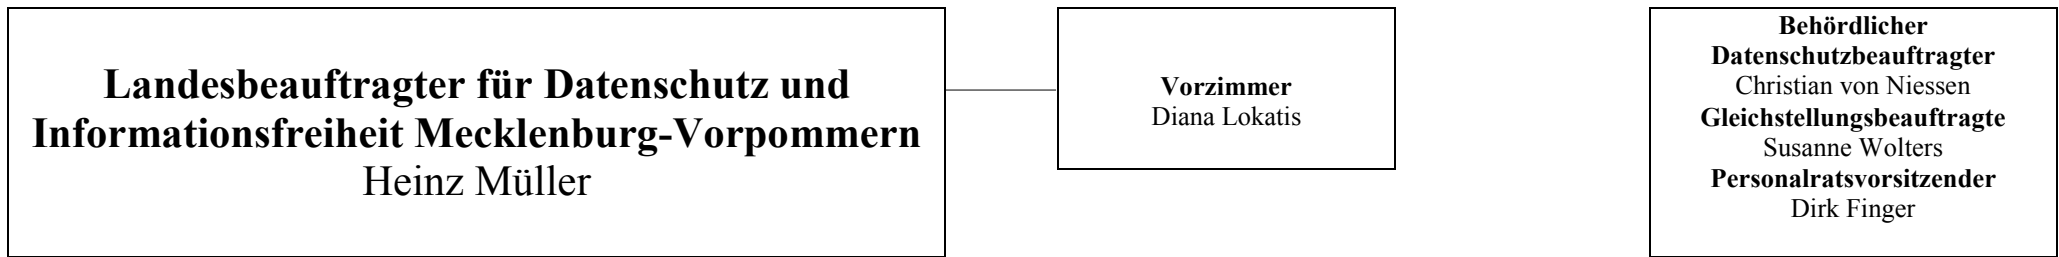 Landesbeauftragter für Datenschutz und
Informationsfreiheit Mecklenburg-Vorpommern
Heinz Müller
Vorzimmer
Diana Lokatis
Behördlicher
Datenschutzbeauftragter
Christian von Niessen
Gleichstellungsbeauftragte
Susanne Wolters
Personalratsvorsitzender
Dirk Finger